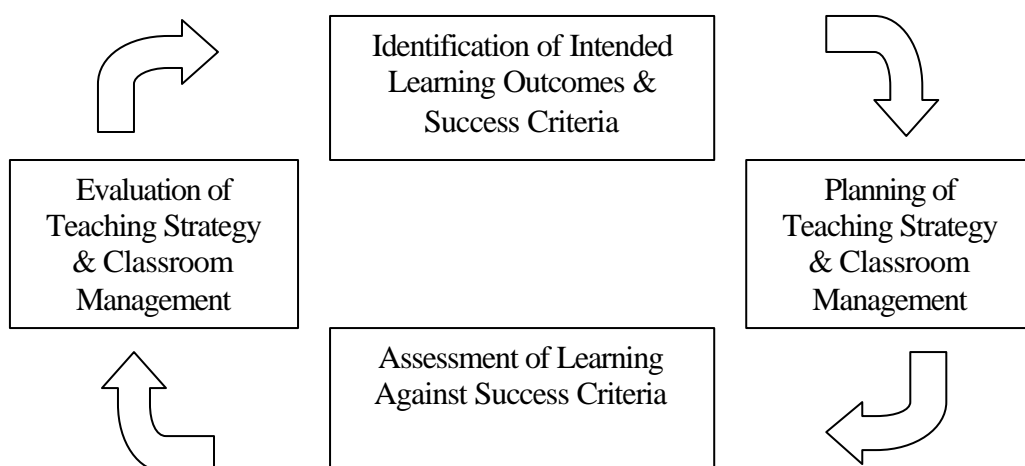 Identification of Intended
Learning Outcomes &
Success Criteria
Evaluation of
Teaching Strategy
& Classroom
Management
Planning of
Teaching Strategy
& Classroom
Management
Assessment of Learning
Against Success Criteria